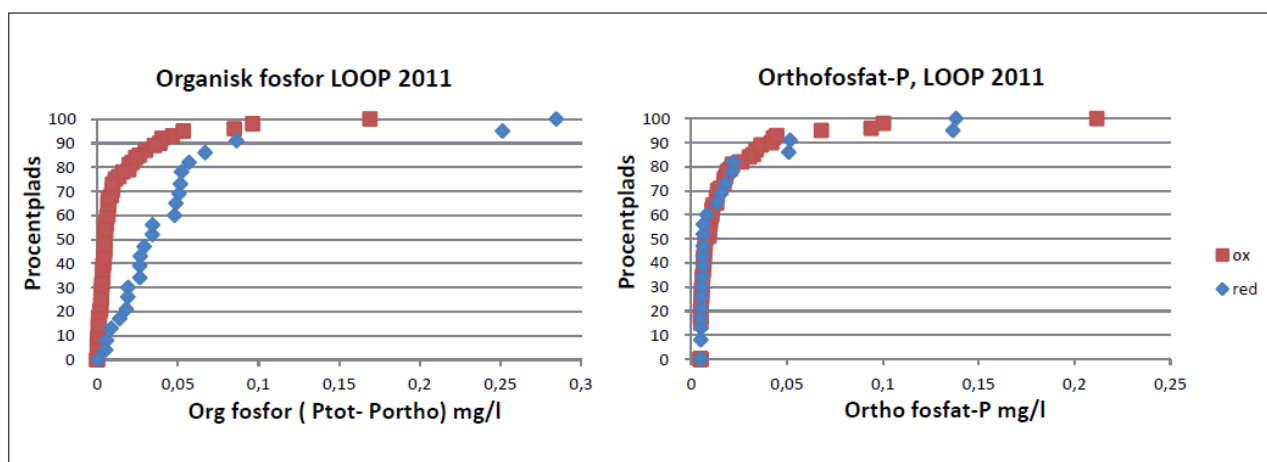 Organisk fosfor LOOP 2011
Procentplads
100
90
80
70
60
50
40
30
20
10
0
0 0,05 0,1 0,15 0,2 0,25 0,3
Org fosfor ( Ptot- Portho) mg/l
Orthofosfat-P, LOOP 2011
Procentplads
100
90
80
70
60
50
40
30
20
10
0
0 0,05 0,1 0,15 0,2 0,25
Ortho fosfat-P mg/l
ox
red